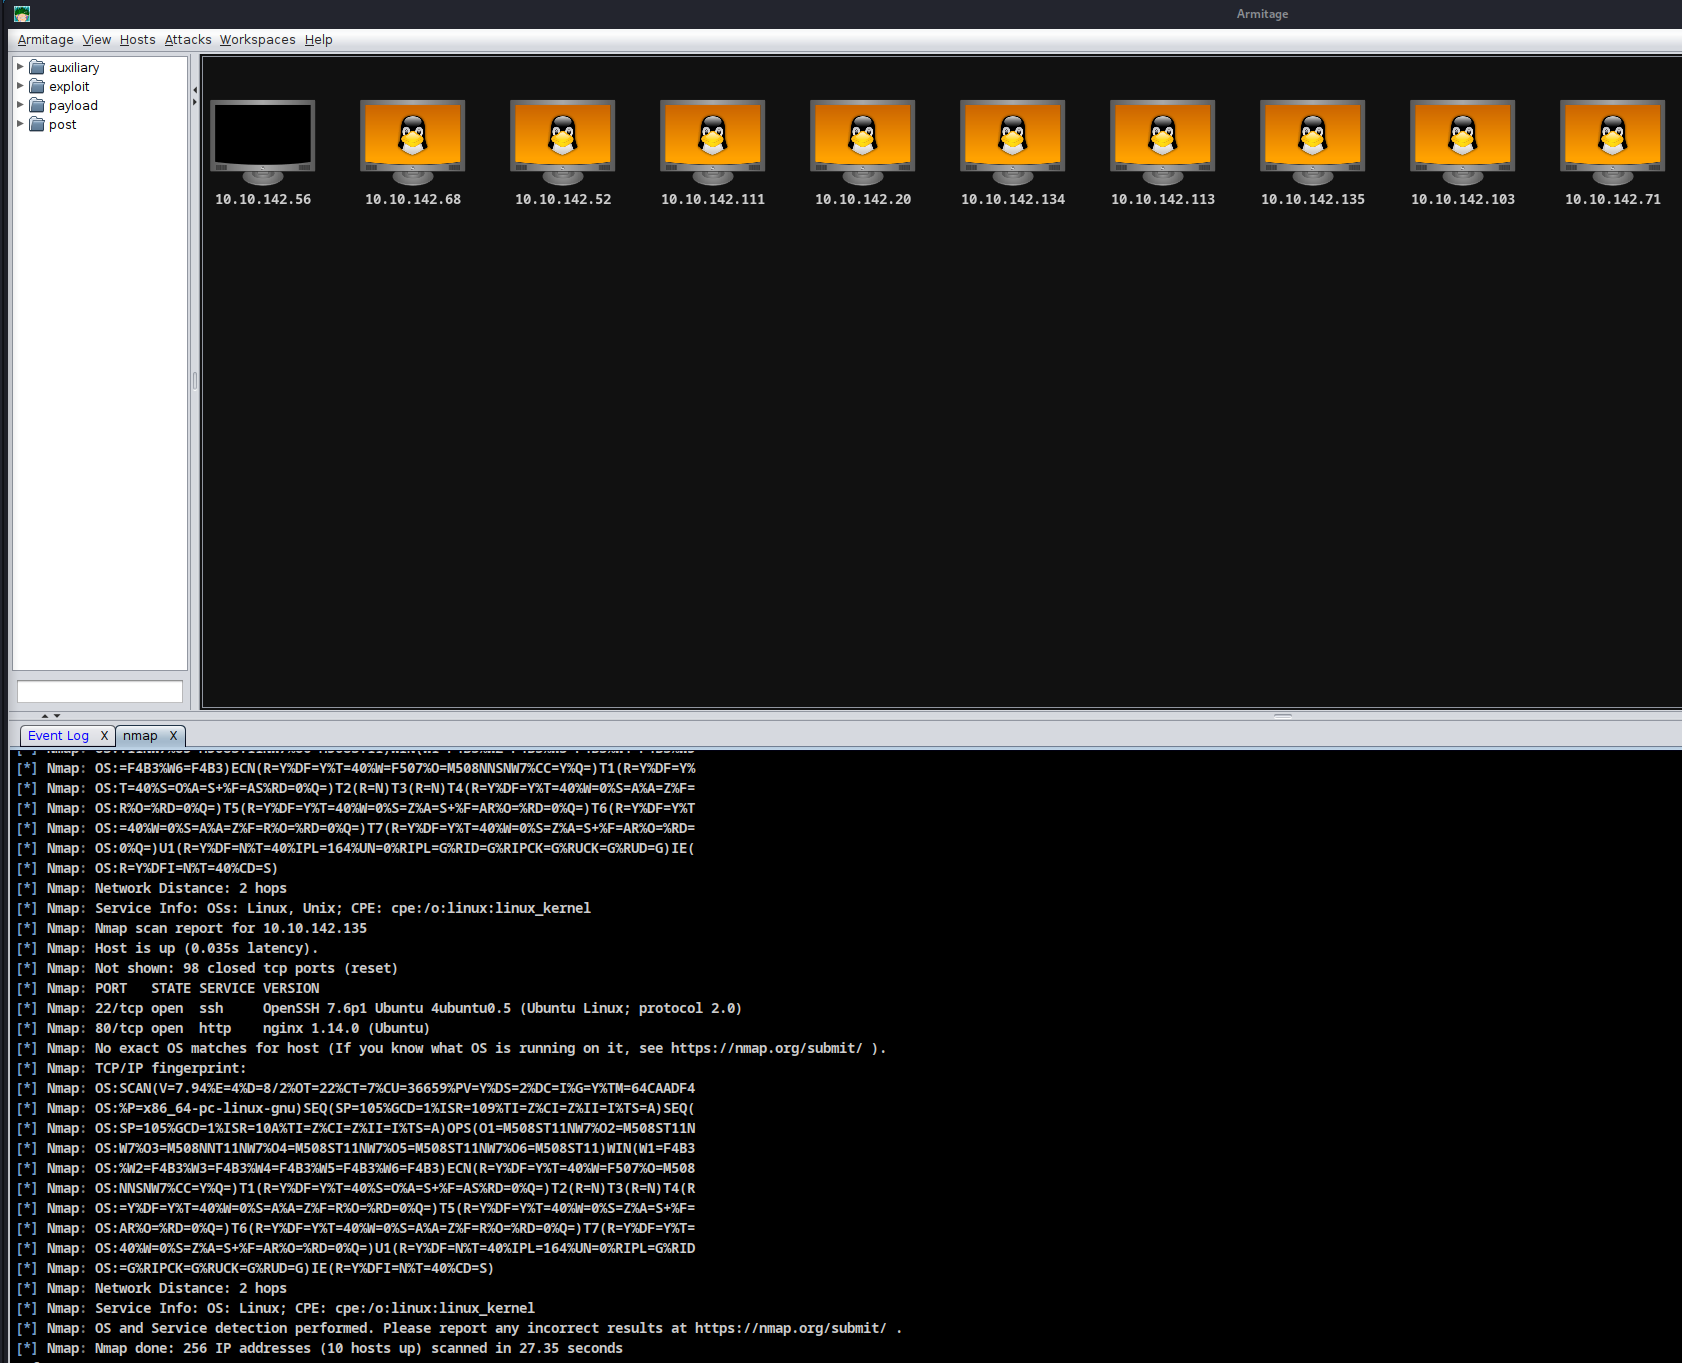 Armitage
Armitage View Hosts Attacks Workspaces Help
auxiliary
exploit
payload
post
10.10.142.56 10.10.142.68 10.10.142.52 10.10.142.111 10.10.142.20 10.10.142.134 10.10.142.113 10.10.142.135 10.10.142.103 10.10.142.71
Event Log X nmap X
[*] Nmap: OS:=F4B3%W6=F4B3)ECN(R=Y%DF=Y%T=40%W=F507%O=M508NNSNW7%CC=Y%Q=)T1(R=Y%DF=Y%
[*] Nmap: OS:T=40%S=O%A=S+%F=AS%RD=0%Q=)T2(R=N)T3(R=N)T4(R=Y%DF=Y%T=40%W=0%S=A%A=Z%F=
[*] Nmap: OS:R%O=%RD=0%Q=)T5(R=Y%DF=Y%T=40%W=0%S=Z%A=S+%F=AR%O=%RD=0%Q=)T6(R=Y%DF=Y%T
[*] Nmap: OS:=40%W=0%S=A%A=Z%F=R%O=%RD=0%Q=)T7(R=Y%DF=Y%T=40%W=0%S=Z%A=S+%F=AR%O=%RD=
[*] Nmap: OS:0%Q=)U1(R=Y%DF=N%T=40%IPL=164%UN=0%RIPL=G%RID=G%RIPCK=G%RUCK=G%RUD=G)IE(
[*] Nmap: OS:R=Y%DFI=N%T=40%CD=S)
[*] Nmap: Network Distance: 2 hops
[*] Nmap: Service Info: OSs: Linux, Unix; CPE: cpe:/o:linux:linux_kernel
[*] Nmap: Nmap scan report for 10.10.142.135
[*] Nmap: Host is up (0.035s latency).
[*] Nmap: Not shown: 98 closed tcp ports (reset)
[*] Nmap: PORT   STATE SERVICE VERSION
[*] Nmap: 22/tcp open  ssh     OpenSSH 7.6p1 Ubuntu 4ubuntu0.5 (Ubuntu Linux; protocol 2.0)
[*] Nmap: 80/tcp open  http    nginx 1.14.0 (Ubuntu)
[*] Nmap: No exact OS matches for host (If you know what OS is running on it, see https://nmap.org/submit/ ).
[*] Nmap: TCP/IP fingerprint:
[*] Nmap: OS:SCAN(V=7.94%E=4%D=8/2%OT=22%CT=7%CU=36659%PV=Y%DS=2%DC=I%G=Y%TM=64CAADF4
[*] Nmap: OS:%P=x86_64-pc-linux-gnu)SEQ(SP=105%GCD=1%ISR=109%TI=Z%CI=Z%II=I%TS=A)SEQ(
[*] Nmap: OS:SP=105%GCD=1%ISR=10A%TI=Z%CI=Z%II=I%TS=A)OPS(O1=M508ST11NW7%O2=M508ST11N
[*] Nmap: OS:W7%O3=M508NNT11NW7%O4=M508ST11NW7%O5=M508ST11NW7%O6=M508ST11)WIN(W1=F4B3
[*] Nmap: OS:%W2=F4B3%W3=F4B3%W4=F4B3%W5=F4B3%W6=F4B3)ECN(R=Y%DF=Y%T=40%W=F507%O=M508
[*] Nmap: OS:NNSNW7%CC=Y%Q=)T1(R=Y%DF=Y%T=40%S=O%A=S+%F=AS%RD=0%Q=)T2(R=N)T3(R=N)T4(R
[*] Nmap: OS:=Y%DF=Y%T=40%W=0%S=A%A=Z%F=R%O=%RD=0%Q=)T5(R=Y%DF=Y%T=40%W=0%S=Z%A=S+%F=
[*] Nmap: OS:AR%O=%RD=0%Q=)T6(R=Y%DF=Y%T=40%W=0%S=A%A=Z%F=R%O=%RD=0%Q=)T7(R=Y%DF=Y%T=
[*] Nmap: OS:40%W=0%S=Z%A=S+%F=AR%O=%RD=0%Q=)U1(R=Y%DF=N%T=40%IPL=164%UN=0%RIPL=G%RID
[*] Nmap: OS:=G%RIPCK=G%RUCK=G%RUD=G)IE(R=Y%DFI=N%T=40%CD=S)
[*] Nmap: Network Distance: 2 hops
[*] Nmap: Service Info: OS: Linux; CPE: cpe:/o:linux:linux_kernel
[*] Nmap: OS and Service detection performed. Please report any incorrect results at https://nmap.org/submit/ .
[*] Nmap: Nmap done: 256 IP addresses (10 hosts up) scanned in 27.35 seconds